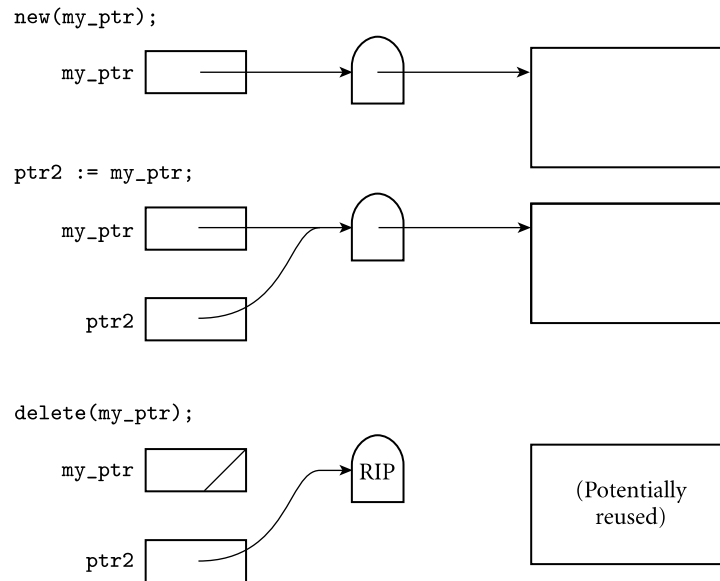 new(my_ptr);
my_ptr
ptr2 := my_ptr;
my_ptr
ptr2
delete(my_ptr);
my_ptr
RIP
(Potentially
reused)
ptr2